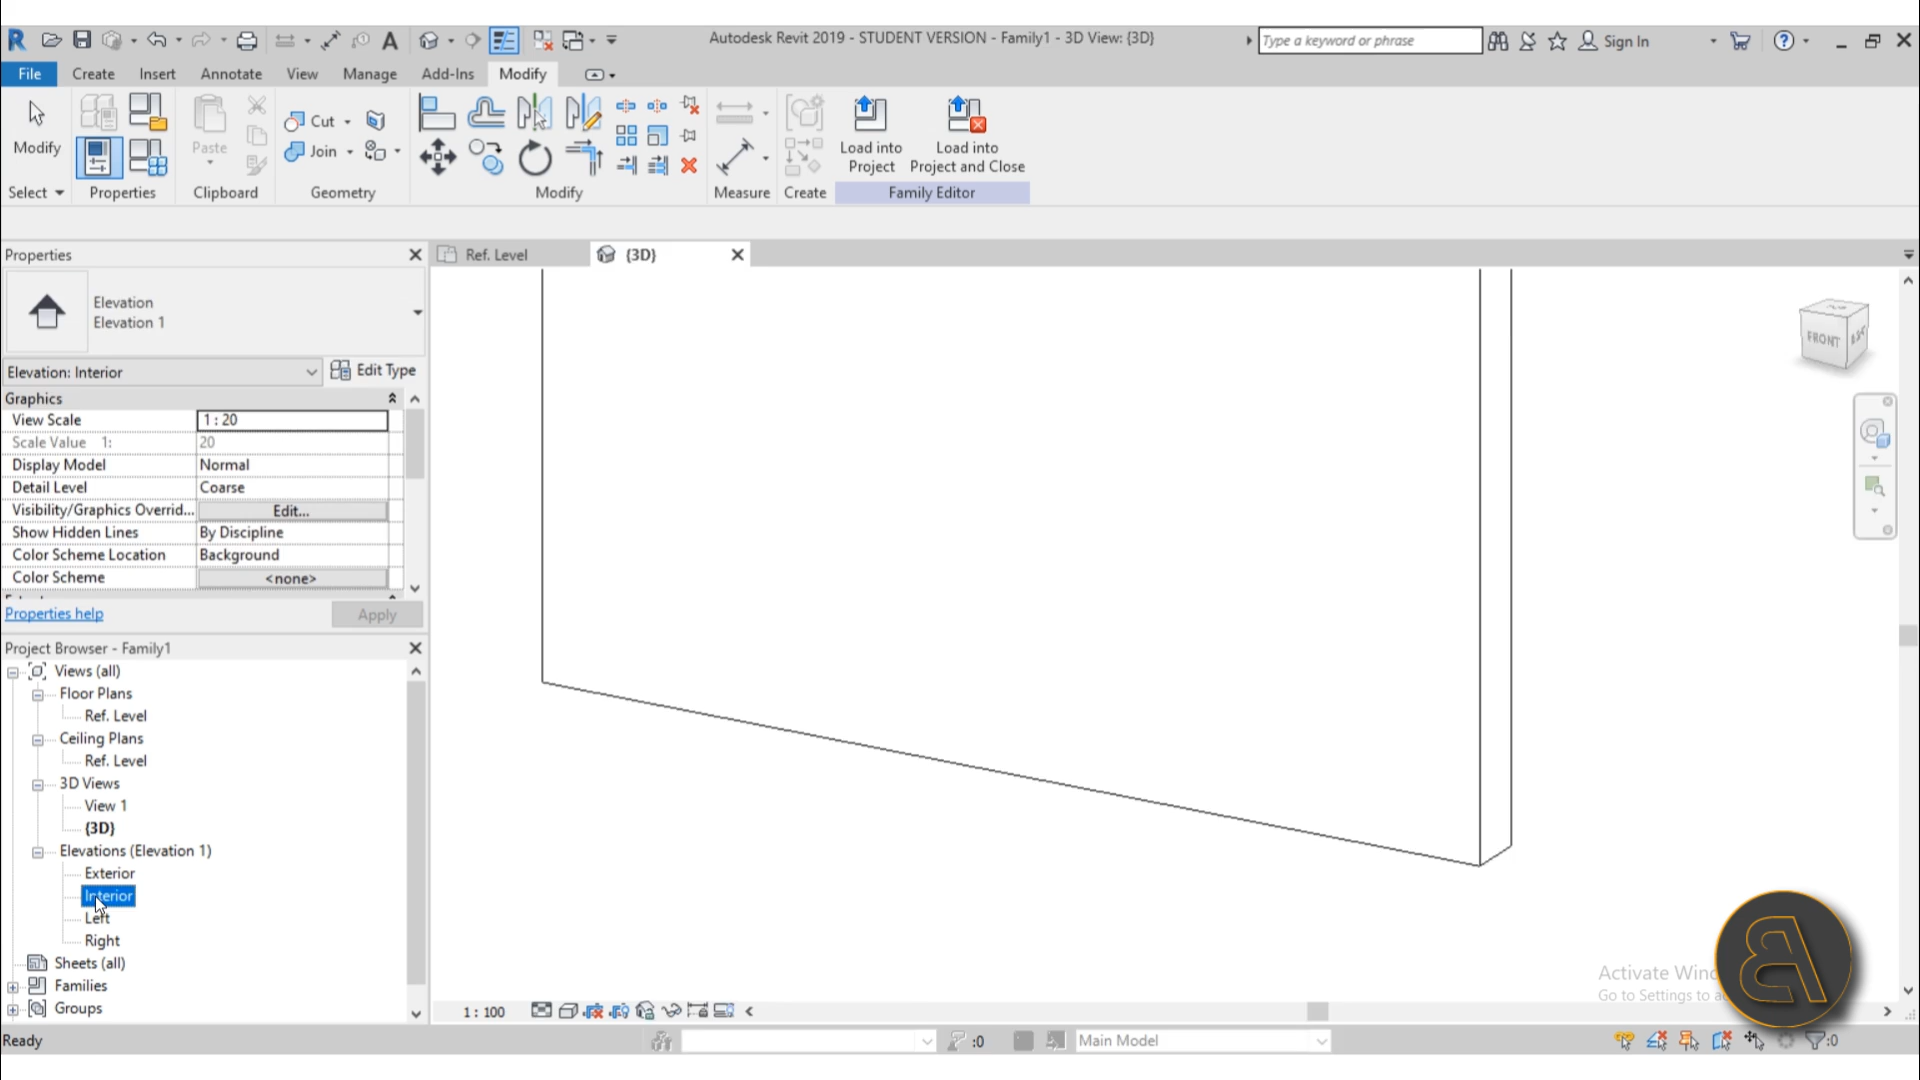 Autodesk Revit 2019 - STUDENT VERSION - Family1 - 3D View: {3D}
Type a keyword or phrase
Sign In
File
Create
Insert
Annotate
View
Manage
Add-Ins
Modify
Modify
Paste
Cut
Join
Load into
Project
Load into
Project and Close
Select
Properties
Clipboard
Geometry
Modify
Measure
Create
Family Editor
Properties
Ref. Level
{3D}
Elevation
Elevation 1
Elevation: Interior
Edit Type
Graphics
View Scale 1 : 20
Scale Value 1: 20
Display Model Normal
Detail Level Coarse
Visibility/Graphics Overrid... Edit...
Show Hidden Lines By Discipline
Color Scheme Location Background
Color Scheme <none>
Properties help
Apply
FRONT
Project Browser - Family1
Views (all)
Floor Plans
Ref. Level
Ceiling Plans
Ref. Level
3D Views
View 1
{3D}
Elevations (Elevation 1)
Exterior
Interior
Left
Right
Sheets (all)
Families
Groups
1 : 100
Activate
Go to Settings to
Ready
:0
Main Model
:0